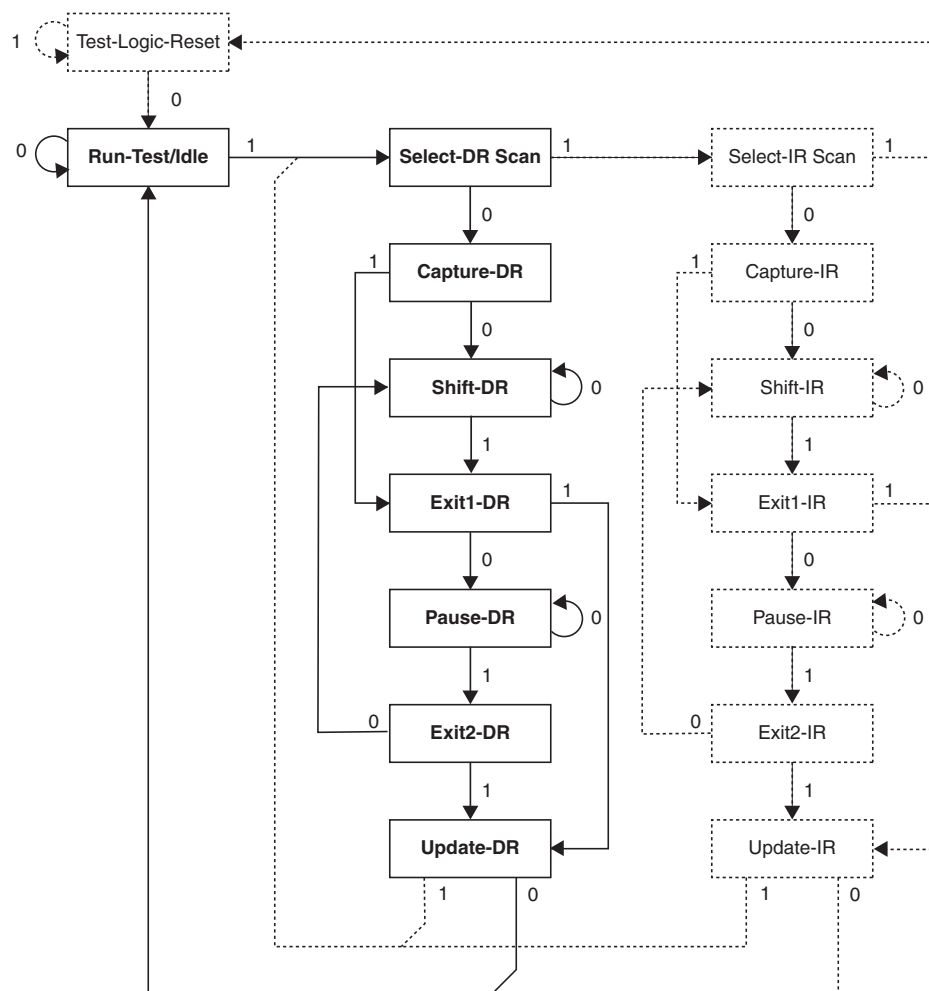 1 Test-Logic-Reset
0
0 Run-Test/Idle 1 Select-DR Scan 1 Select-IR Scan 1
0 0
1 Capture-DR 1 Capture-IR
0 0
Shift-DR 0 Shift-IR 0
1 1
Exit1-DR 1 Exit1-IR 1
0 0
Pause-DR 0 Pause-IR 0
1 1
0 Exit2-DR 0 Exit2-IR
1 1
Update-DR Update-IR
1 0 1 0